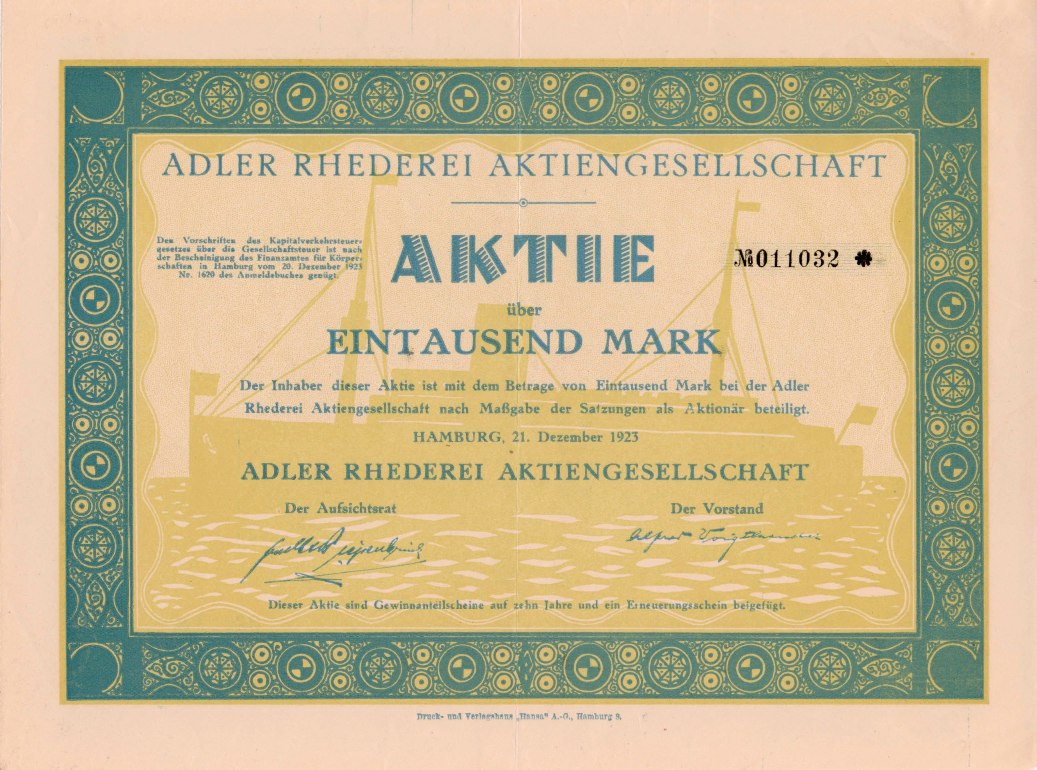 ADLER RHEDEREI AKTIENGESELLSCHAFT
Den Vorschriften des Kapitalverkehrsteuer-
gesetzes über die Gesellschaftsteuer ist nach
der Bescheinigung des Finanzamtes für Körper-
schaften in Hamburg vom 20. Dezember 1923
Nr. 1620 des Anmeldebuches genügt.
AKTIE
№011032
über
EINTAUSEND MARK
Der Inhaber dieser Aktie ist mit dem Betrage von Eintausend Mark bei der Adler
Rhederei Aktiengesellschaft nach Maßgabe der Satzungen als Aktionär beteiligt.
HAMBURG, 21. Dezember 1923
ADLER RHEDEREI AKTIENGESELLSCHAFT
Der Aufsichtsrat
Der Vorstand
Alfred
Dieser Aktie sind Gewinnanteilscheine auf zehn Jahre und ein Erneuerungsschein beigefügt.
Druck- und Verlagshaus „Hansa" A.-G., Hamburg 8.